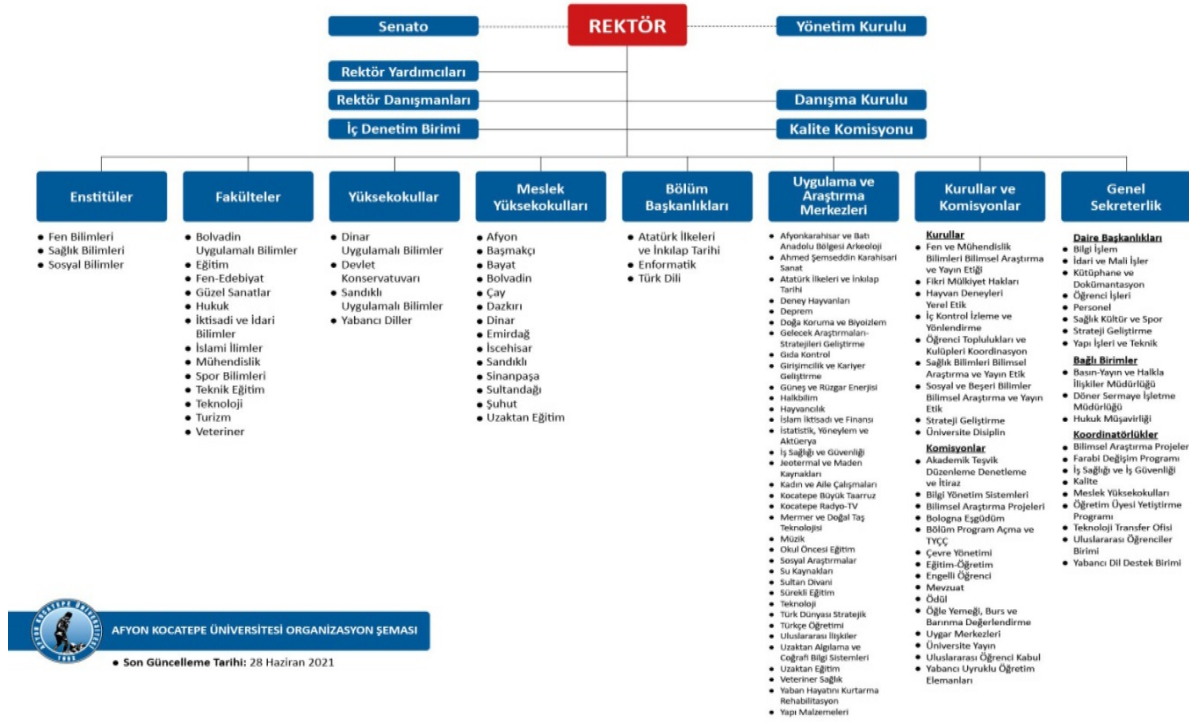 Senato
REKTÖR
Yönetim Kurulu
Rektör Yardımcıları
Rektör Danışmanları
Danışma Kurulu
İç Denetim Birimi
Kalite Komisyonu
Enstitüler
• Fen Bilimleri
• Sağlık Bilimleri
• Sosyal Bilimler
Fakülteler
• Bolvadin
Uygulamalı Bilimler
• Eğitim
• Fen-Edebiyat
• Güzel Sanatlar
• Hukuk
• İktisadi ve İdari
Bilimler
• İslami İlimler
• Mühendislik
• Spor Bilimleri
• Teknik Eğitim
• Teknoloji
• Turizm
• Veteriner
Yüksekokullar
• Dinar
Uygulamalı Bilimler
• Devlet
Konservatuvarı
• Sandıklı
Uygulamalı Bilimler
• Yabancı Diller
Meslek
Yüksekokulları
• Afyon
• Başmakçı
• Bayat
• Bolvadin
• Çay
• Dazkırı
• Dinar
• Emirdağ
• İscehisar
• Sandıklı
• Sinanpaşa
• Sultandağı
• Şuhut
• Uzaktan Eğitim
Bölüm
Başkanlıkları
• Atatürk İlkeleri
ve İnkılap Tarihi
• Enformatik
• Türk Dili
Uygulama ve
Araştırma
Merkezleri
• Afyonkarahisar ve Batı
Anadolu Bölgesi Arkeoloji
• Ahmed Şemseddin Karahisari
Sanat
• Atatürk İlkeleri ve İnkılap
Tarihi
• Deney Hayvanları
• Deprem
• Doğa Koruma ve Biyoizlem
• Gelecek Araştırmaları-
Stratejileri Geliştirme
• Gıda Kontrol
• Girişimcilik ve Kariyer
Geliştirme
• Güneş ve Rüzgar Enerjisi
• Halkbilim
• Hayvancılık
• İslam İktisadı ve Finansı
• İstatistik, Yöneylem ve
Aktüerya
• İş Sağlığı ve Güvenliği
• Jeotermal ve Maden
Kaynakları
• Kadın ve Aile Çalışmaları
• Kocatepe Büyük Taarruz
• Kocatepe Radyo-TV
• Mermer ve Doğal Taş
Teknolojisi
• Müzik
• Okul Öncesi Eğitim
• Sosyal Araştırmalar
• Su Kaynakları
• Sultan Divani
• Sürekli Eğitim
• Teknoloji
• Türk Dünyası Stratejik
• Türkçe Öğretimi
• Uluslararası İlişkiler
• Uzaktan Algılama ve
Coğrafi Bilgi Sistemleri
• Uzaktan Eğitim
• Veteriner Sağlık
• Yaban Hayatını Kurtarma
Rehabilitasyon
• Yapı Malzemeleri
Kurullar ve
Komisyonlar
Kurullar
• Fen ve Mühendislik
Bilimleri Bilimsel Araştırma
ve Yayın Etiği
• Fikri Mülkiyet Hakları
• Hayvan Deneyleri
Yerel Etik
• İç Kontrol İzleme ve
Yönlendirme
• Öğrenci Toplulukları ve
Kulüpleri Koordinasyon
• Sağlık Bilimleri Bilimsel
Araştırma ve Yayın Etik
• Sosyal ve Beşeri Bilimler
Bilimsel Araştırma ve Yayın
Etik
• Strateji Geliştirme
• Üniversite Disiplin
Komisyonlar
• Akademik Teşvik
Düzenleme Denetleme
ve İtiraz
• Bilgi Yönetim Sistemleri
• Bilimsel Araştırma Projeleri
• Bologna Eşgüdüm
• Bölüm Program Açma ve
TYÇÇ
• Çevre Yönetimi
• Eğitim-Öğretim
• Engelli Öğrenci
• Mevzuat
• Ödül
• Öğle Yemeği, Burs ve
Barınma Değerlendirme
• Uygar Merkezleri
• Üniversite Yayın
• Uluslararası Öğrenci Kabul
• Yabancı Uyruklu Öğretim
Elemanları
Genel
Sekreterlik
Daire Başkanlıkları
• Bilgi İşlem
• İdari ve Mali İşler
• Kütüphane ve
Dokümantasyon
• Öğrenci İşleri
• Personel
• Sağlık Kültür ve Spor
• Strateji Geliştirme
• Yapı İşleri ve Teknik
Bağlı Birimler
• Basın-Yayın ve Halkla
İlişkiler Müdürlüğü
• Döner Sermaye İşletme
Müdürlüğü
• Hukuk Müşavirliği
Koordinatörlükler
• Bilimsel Araştırma Projeler
• Farabi Değişim Programı
• İş Sağlığı ve İş Güvenliği
• Kalite
• Meslek Yüksekokulları
• Öğretim Üyesi Yetiştirme
Programı
• Teknoloji Transfer Ofisi
• Uluslararası Öğrenciler
Birimi
• Yabancı Dil Destek Birimi
AFYON KOCATEPE ÜNİVERSİTESİ
1992
AFYON KOCATEPE ÜNİVERSİTESİ ORGANİZASYON ŞEMASI
• Son Güncelleme Tarihi: 28 Haziran 2021